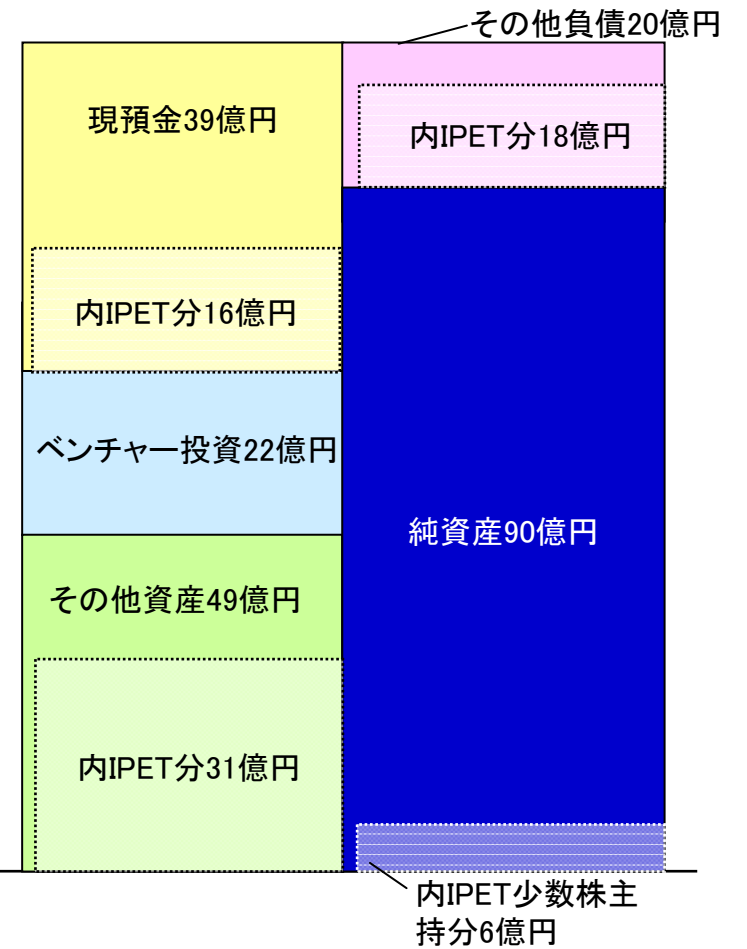 その他負債20億円
現預金39億円
内IPET分18億円
内IPET分16億円
ベンチャー投資22億円
純資産90億円
その他資産49億円
内IPET分31億円
内IPET少数株主
持分6億円